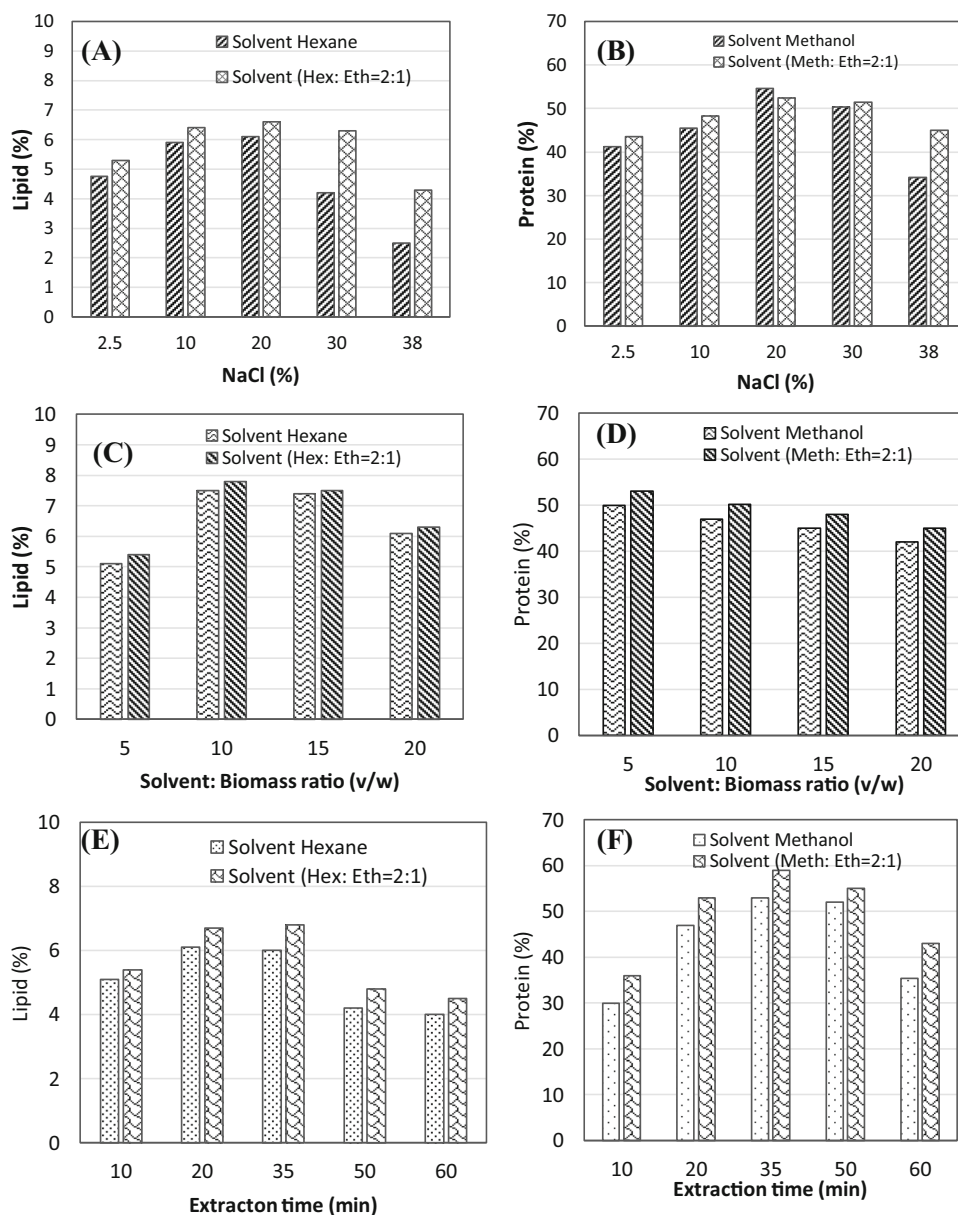 (A)
Solvent Hexane
Solvent (Hex: Eth=2:1)
Lipid (%)
10
9
8
7
6
5
4
3
2
1
0
2.5 10 20 30 38
NaCl (%)
(B)
Solvent Methanol
Solvent (Meth: Eth=2:1)
Protein (%)
70
60
50
40
30
20
10
0
2.5 10 20 30 38
NaCl (%)
(C)
Solvent Hexane
Solvent (Hex: Eth=2:1)
Lipid (%)
10
9
8
7
6
5
4
3
2
1
0
5 10 15 20
Solvent: Biomass ratio (v/w)
(D)
Solvent Methanol
Solvent (Meth: Eth=2:1)
Protein (%)
70
60
50
40
30
20
10
0
5 10 15 20
Solvent: Biomass ratio (v/w)
(E)
Solvent Hexane
Solvent (Hex: Eth=2:1)
Lipid (%)
10
8
6
4
2
0
10 20 35 50 60
Extracton time (min)
(F)
Solvent Methanol
Solvent (Meth: Eth=2:1)
Protein (%)
70
60
50
40
30
20
10
0
10 20 35 50 60
Extraction time (min)